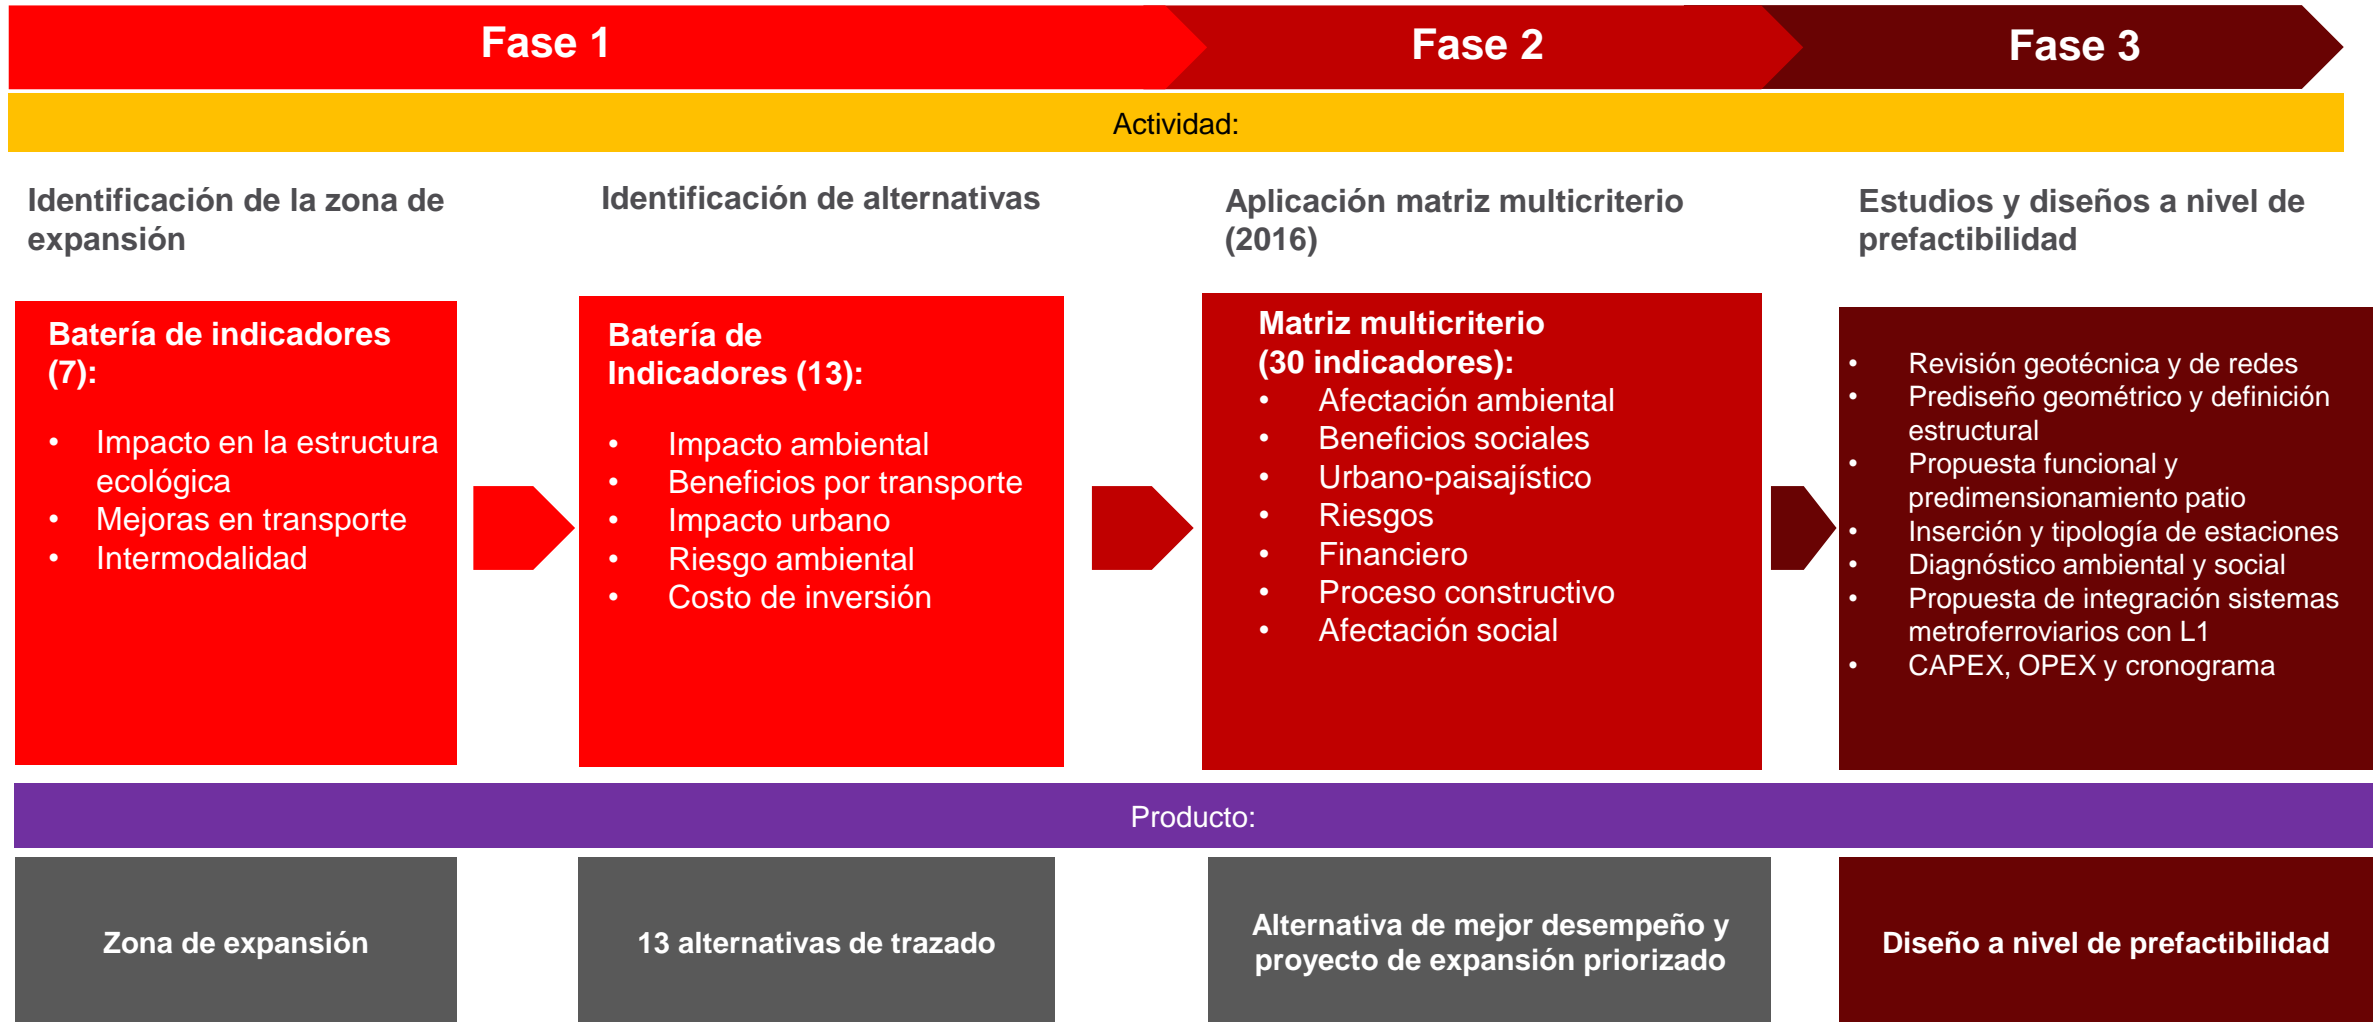 Fase 1
Fase 2
Fase 3
Actividad:
Identificación de la zona de
expansión
Identificación de alternativas
Aplicación matriz multicriterio
(2016)
Estudios y diseños a nivel de
prefactibilidad
Batería de indicadores
(7):
• Impacto en la estructura
ecológica
• Mejoras en transporte
• Intermodalidad
Batería de
Indicadores (13):
• Impacto ambiental
• Beneficios por transporte
• Impacto urbano
• Riesgo ambiental
• Costo de inversión
Matriz multicriterio
(30 indicadores):
• Afectación ambiental
• Beneficios sociales
• Urbano-paisajístico
• Riesgos
• Financiero
• Proceso constructivo
• Afectación social
• Revisión geotécnica y de redes
• Prediseño geométrico y definición
estructural
• Propuesta funcional y
predimensionamiento patio
• Inserción y tipología de estaciones
• Diagnóstico ambiental y social
• Propuesta de integración sistemas
metroferroviarios con L1
• CAPEX, OPEX y cronograma
Producto:
Zona de expansión
13 alternativas de trazado
Alternativa de mejor desempeño y
proyecto de expansión priorizado
Diseño a nivel de prefactibilidad